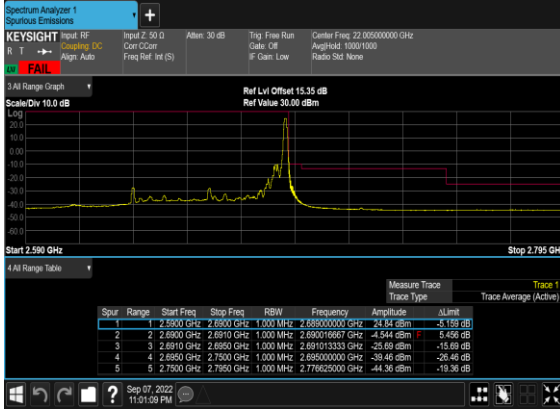 Spectrum Analyzer 1
Spurious Emissions
+
KEYSIGHT Input: RF Input Z: 50 Ω Atten: 30 dB Trig: Free Run Center Freq: 22.005000000 GHz
R T Coupling: DC Corr CCorr Gate: Off Avg|Hold: 1000/1000
Align: Auto Freq Ref: Int (S) IF Gain: Low Radio Std: None
FAIL
3 All Range Graph
Ref Lvl Offset 15.35 dB
Scale/Div 10.0 dB Ref Value 30.00 dBm
Log
20.0
10.0
0.00
-10.0
-20.0
-30.0
-40.0
-50.0
-60.0
Start 2.590 GHz Stop 2.795 GH
4 All Range Table
Measure Trace Trace 1
Trace Type Trace Average (Active)
Spur Range Start Freq Stop Freq RBW Frequency Amplitude ΔLimit
1 1 2.5900 GHz 2.6900 GHz 1.000 MHz 2.689000000 GHz 24.84 dBm -5.159 dB
2 2 2.6900 GHz 2.6910 GHz 1.000 MHz 2.690016667 GHz -4.544 dBm F 5.456 dB
3 3 2.6910 GHz 2.6950 GHz 1.000 MHz 2.691013333 GHz -25.69 dBm -15.69 dB
4 4 2.6950 GHz 2.7500 GHz 1.000 MHz 2.695000000 GHz -39.46 dBm -26.46 dB
5 5 2.7500 GHz 2.7950 GHz 1.000 MHz 2.776625000 GHz -44.36 dBm -19.36 dB
?
Sep 07, 2022
11:01:09 PM